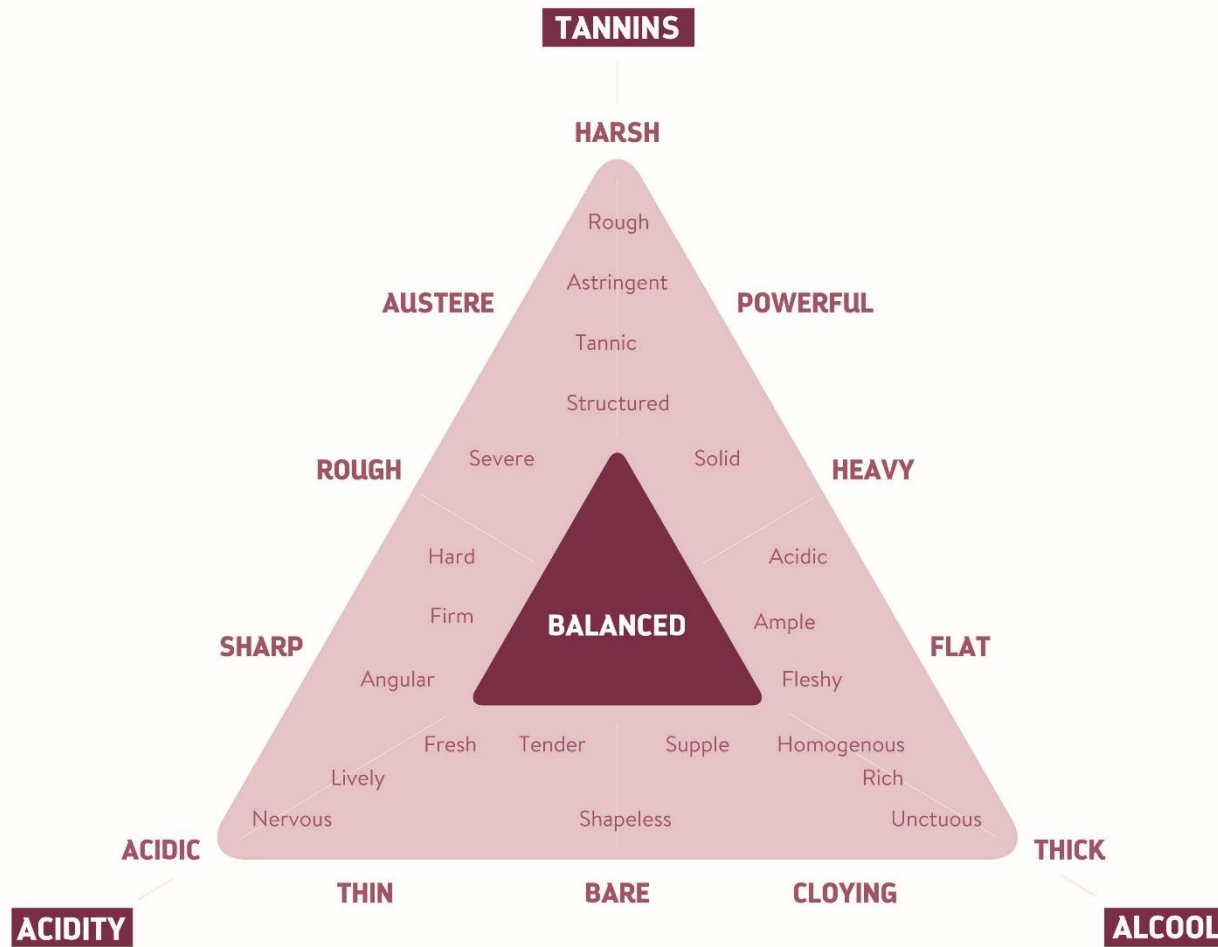 TANNINS
HARSH
Rough
Astringent
AUSTERE
POWERFUL
Tannic
Structured
ROUGH
Severe
Solid
HEAVY
Hard
Acidic
Firm
BALANCED
Ample
SHARP
FLAT
Angular
Fleshy
Fresh
Tender
Supple
Homogenous
Lively
Rich
Nervous
Shapeless
Unctuous
ACIDIC
THICK
THIN
BARE
CLOYING
ACIDITY
ALCOOL